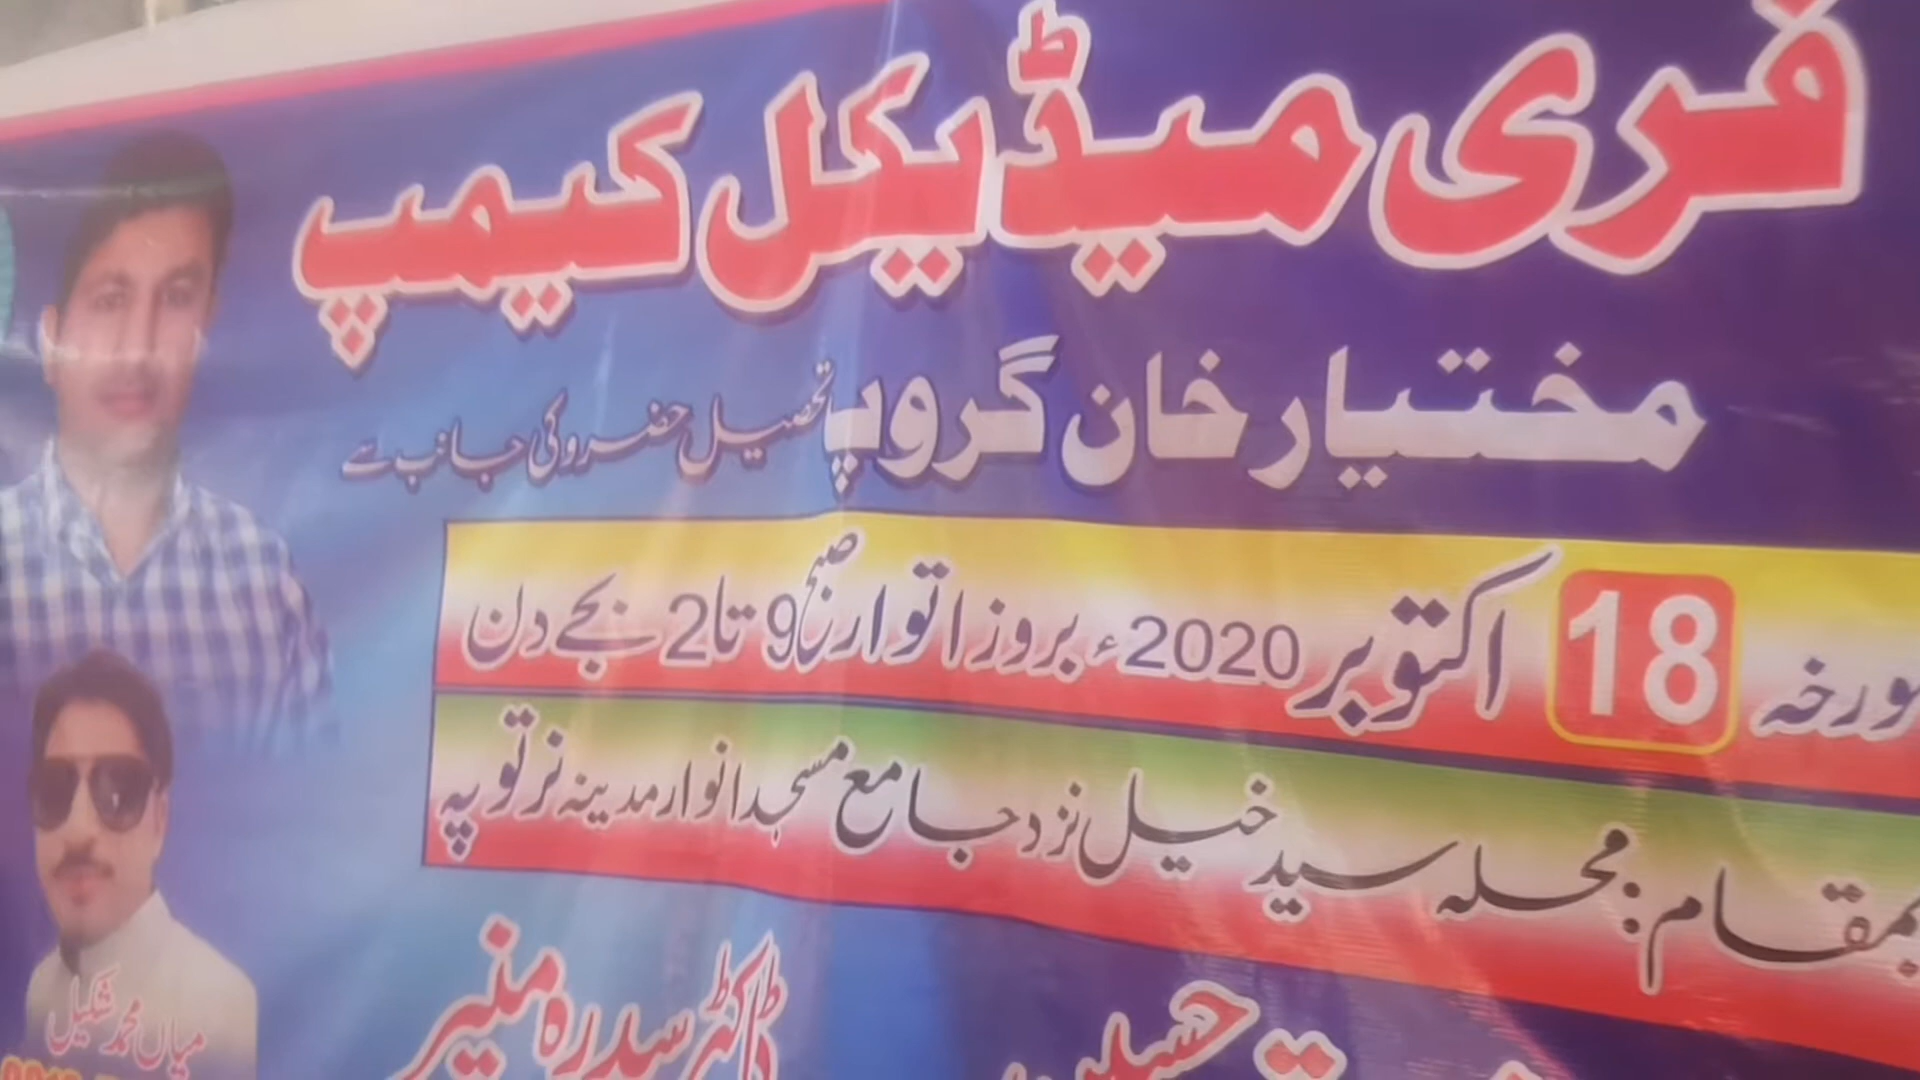 فری میڈیکل کیمپ
مختیار خان گروپ تحصیل حضرو کی جانب سے
مورخہ 18 اکتوبر 2020ء بروز اتوار صبح 9 تا 2 بجے دن
بمقام: محلہ سید خیل نزد جامع مسجد انوار مدینہ نرتوپہ
ڈاکٹر سدرہ منیر
حسین
میاں محمد شکیل